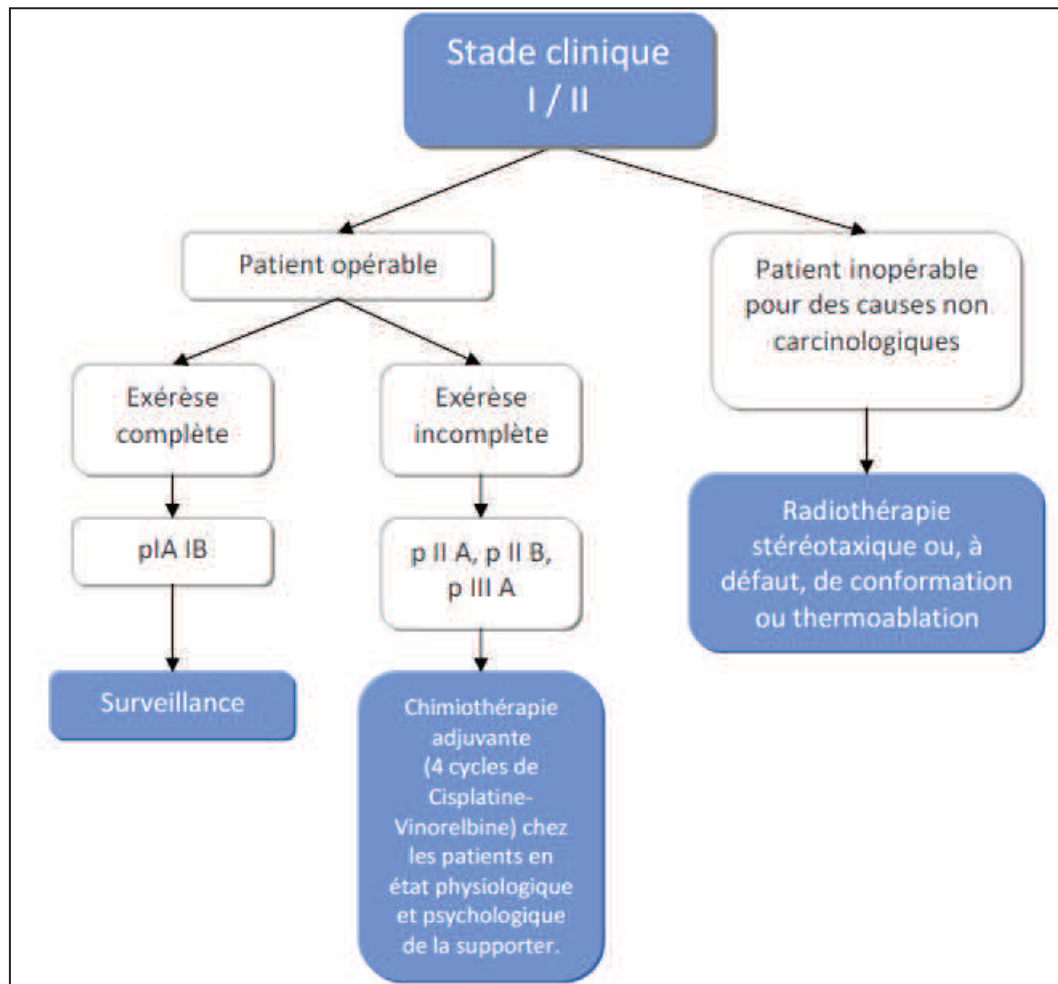 Stade clinique
I / II
Patient opérable
Patient inopérable
pour des causes non
carcinologiques
Exérèse
complète
Exérèse
incomplète
pIA IB
p II A, p II B,
p III A
Radiothérapie
stéréotaxique ou, à
défaut, de conformation
ou thermoablation
Surveillance
Chimiothérapie
adjuvante
(4 cycles de
Cisplatine-
Vinorelbine) chez
les patients en
état physiologique
et psychologique
de la supporter.